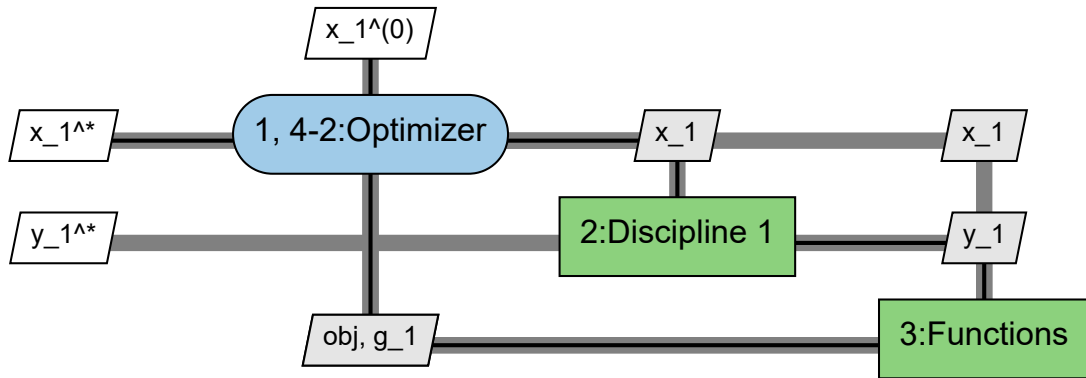 x_1^(0)
x_1^*
1, 4-2:Optimizer
x_1
x_1
y_1^*
2:Discipline 1
y_1
obj, g_1
3:Functions